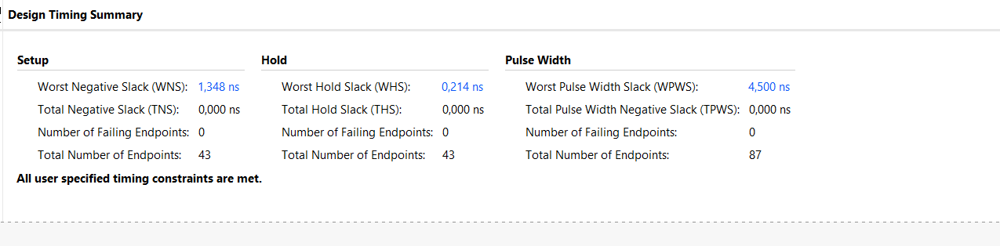 Design Timing Summary
Setup Hold Pulse Width
Worst Negative Slack (WNS): 1,348 ns Worst Hold Slack (WHS): 0,214 ns Worst Pulse Width Slack (WPWS): 4,500 ns
Total Negative Slack (TNS): 0,000 ns Total Hold Slack (THS): 0,000 ns Total Pulse Width Negative Slack (TPWS): 0,000 ns
Number of Failing Endpoints: 0 Number of Failing Endpoints: 0 Number of Failing Endpoints: 0
Total Number of Endpoints: 43 Total Number of Endpoints: 43 Total Number of Endpoints: 87
All user specified timing constraints are met.